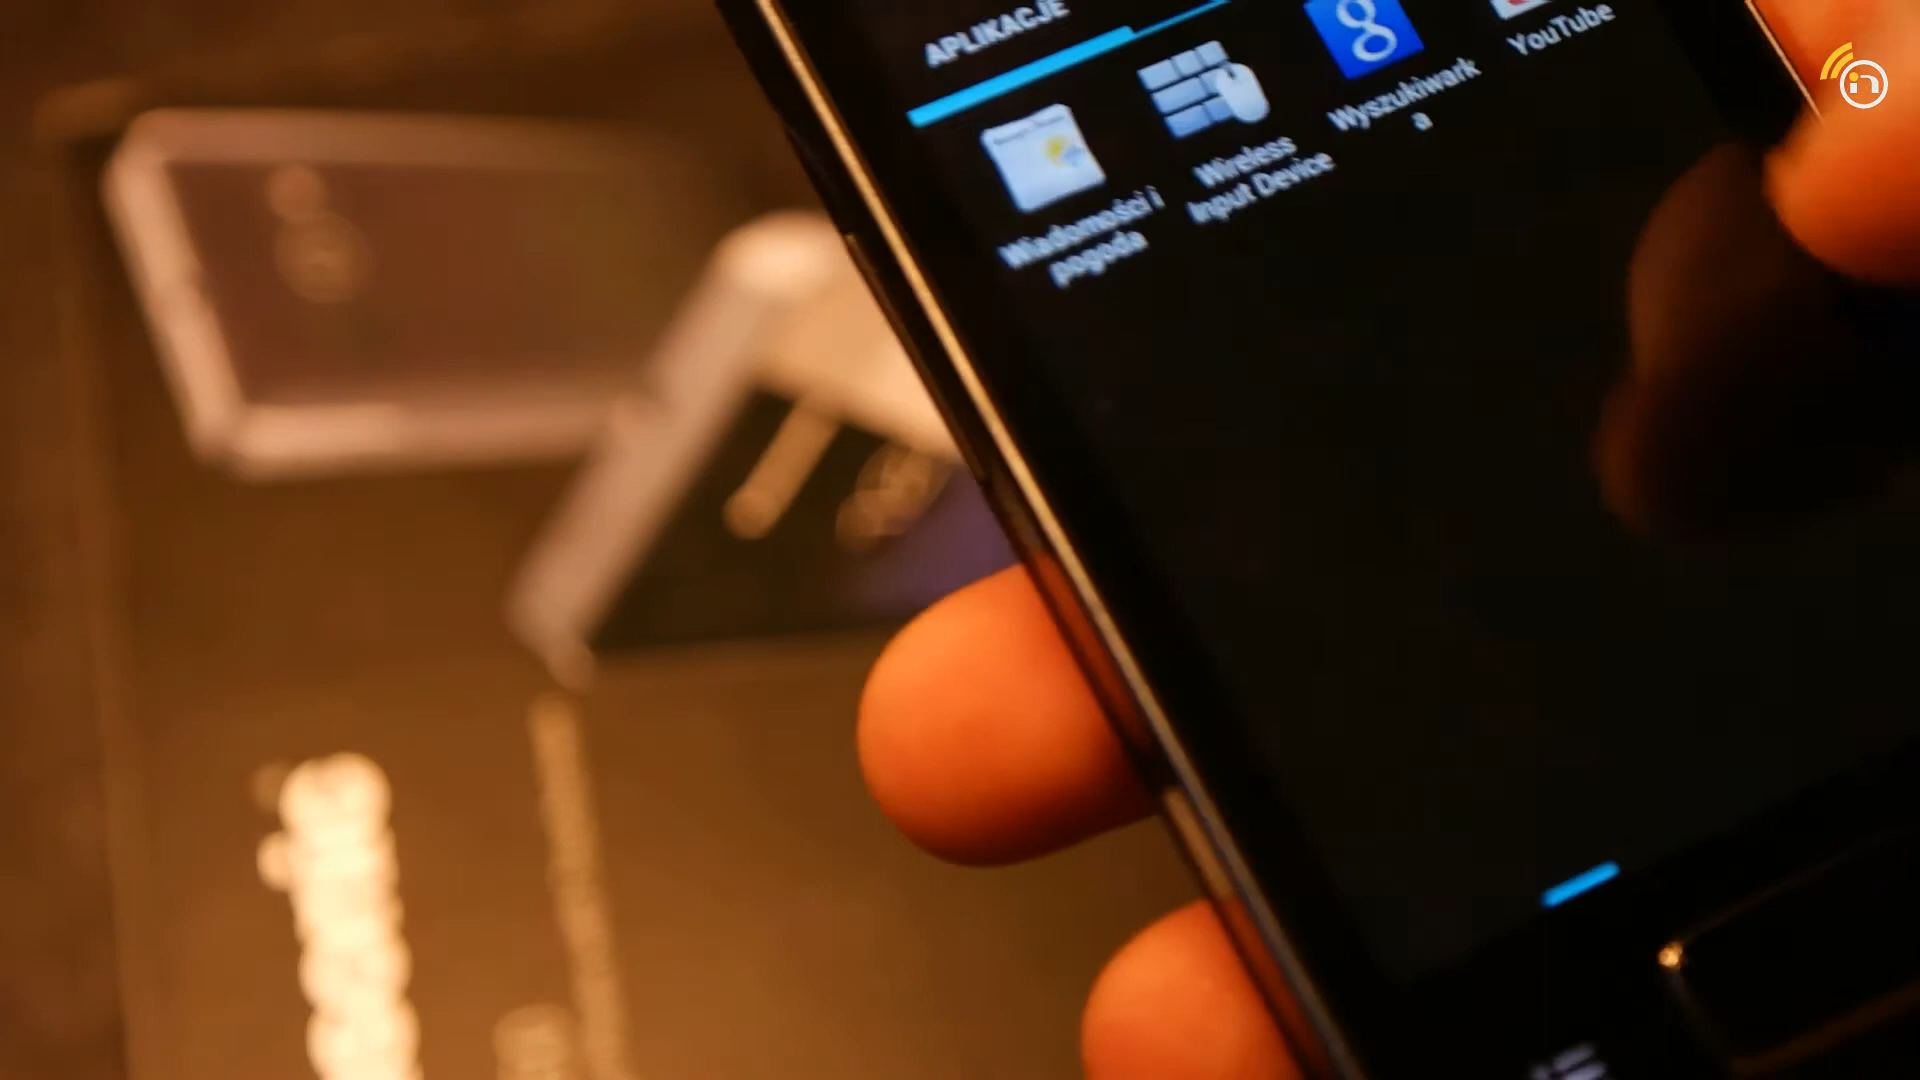 APLIKACJE
Wiadomości i
pogoda
Wireless
Input Device
Wyszukiwark
a
YouTube